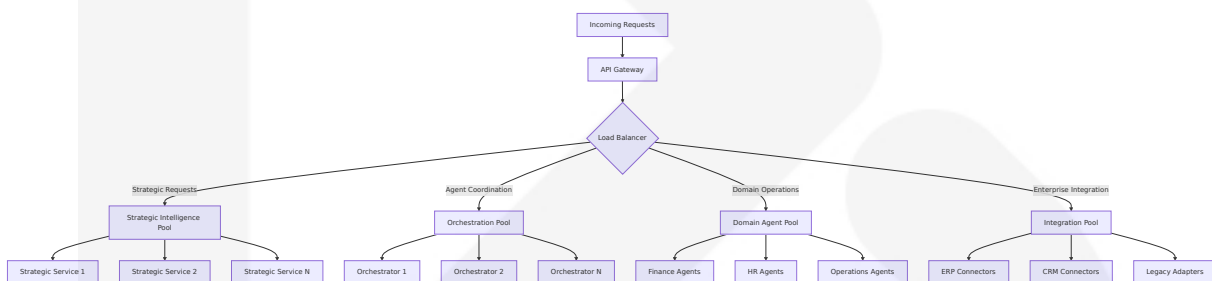 Incoming Requests
API Gateway
Load Balancer
Strategic Requests
Agent Coordination
Domain Operations
Enterprise Integration
Strategic Intelligence
Pool
Orchestration Pool
Domain Agent Pool
Integration Pool
Strategic Service 1
Strategic Service 2
Strategic Service N
Orchestrator 1
Orchestrator 2
Orchestrator N
Finance Agents
HR Agents
Operations Agents
ERP Connectors
CRM Connectors
Legacy Adapters